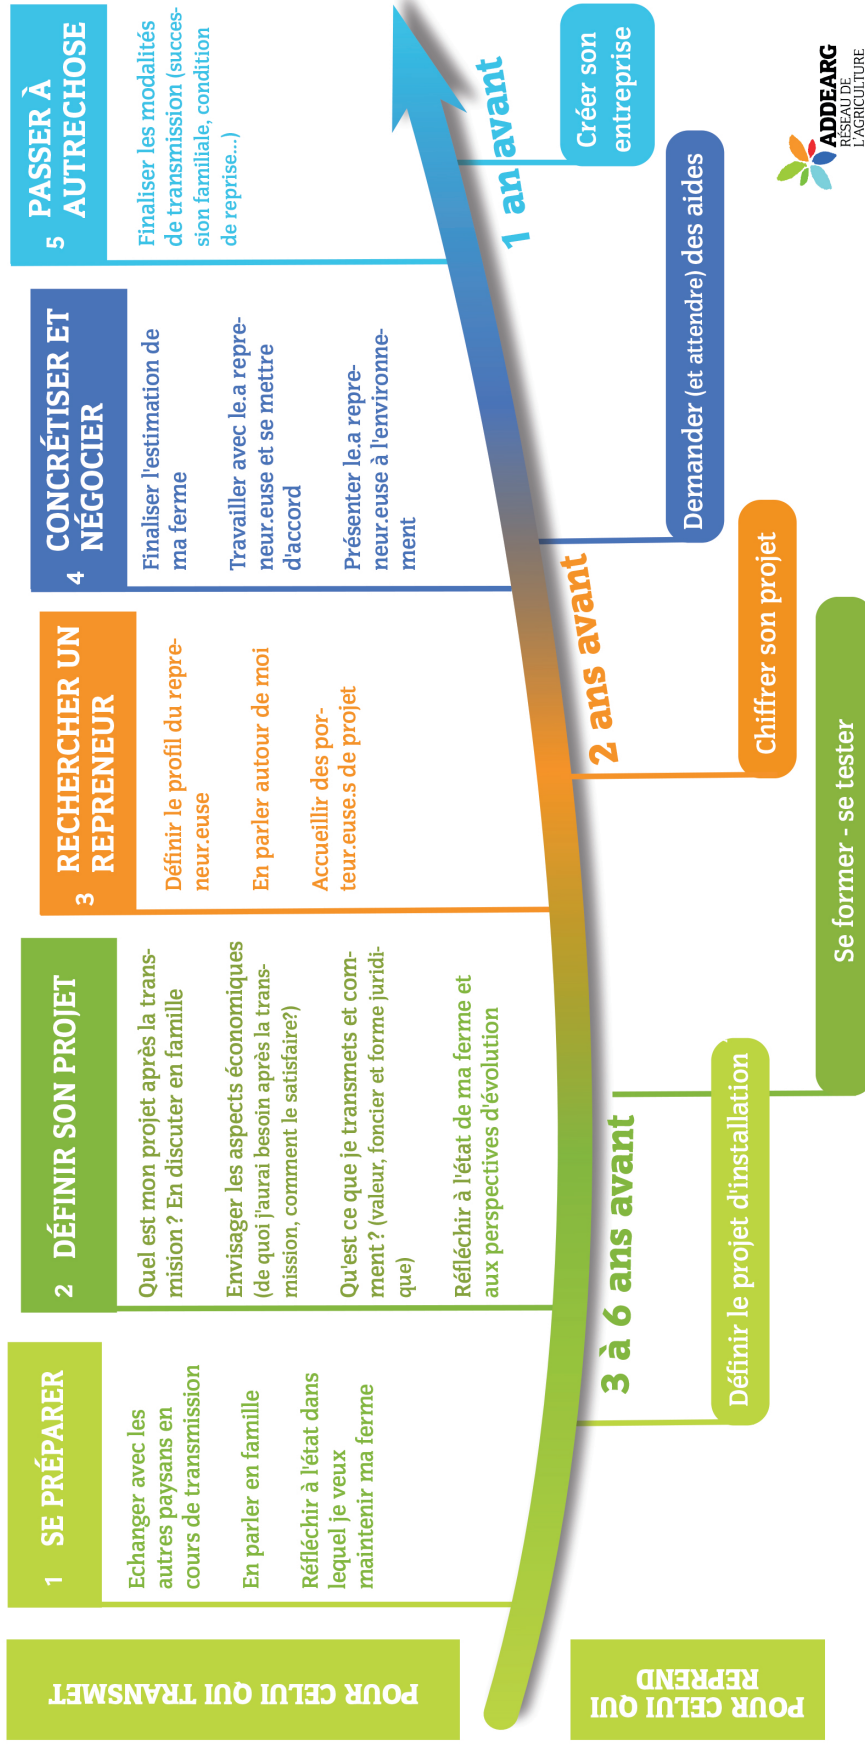 POUR CELUI QUI TRANSMET
1 SE PRÉPARER
Echanger avec les
autres paysans en
cours de transmission
En parler en famille
Réfléchir à l'état dans
lequel je veux
maintenir ma ferme
2 DÉFINIR SON PROJET
Quel est mon projet après la trans-
mision ? En discuter en famille
Envisager les aspects économiques
(de quoi j'aurai besoin après la trans-
mission, comment le satisfaire?)
Qu'est ce que je transmets et com-
ment ? (valeur, foncier et forme juridi-
que)
Réfléchir à l'état de ma ferme et
aux perspectives d'évolution
3 RECHERCHER UN
REPRENEUR
Définir le profil du repre-
neur.euse
En parler autour de moi
Accueillir des por-
teur.euse.s de projet
4 CONCRÉTISER ET
NÉGOCIER
Finaliser l'estimation de
ma ferme
Travailler avec le.a repre-
neur.euse et se mettre
d'accord
Présenter le.a repre-
neur.euse à l'environne-
ment
5 PASSER À
AUTRECHOSE
Finaliser les modalités
de transmission (succes-
sion familiale, condition
de reprise...)
3 à 6 ans avant
2 ans avant
1 an avant
POUR CELUI QUI
REPREND
Définir le projet d'installation
Se former - se tester
Chiffrer son projet
Demander (et attendre) des aides
Créer son
entreprise
ADDEARG
RÉSEAU DE
L'AGRICULTURE